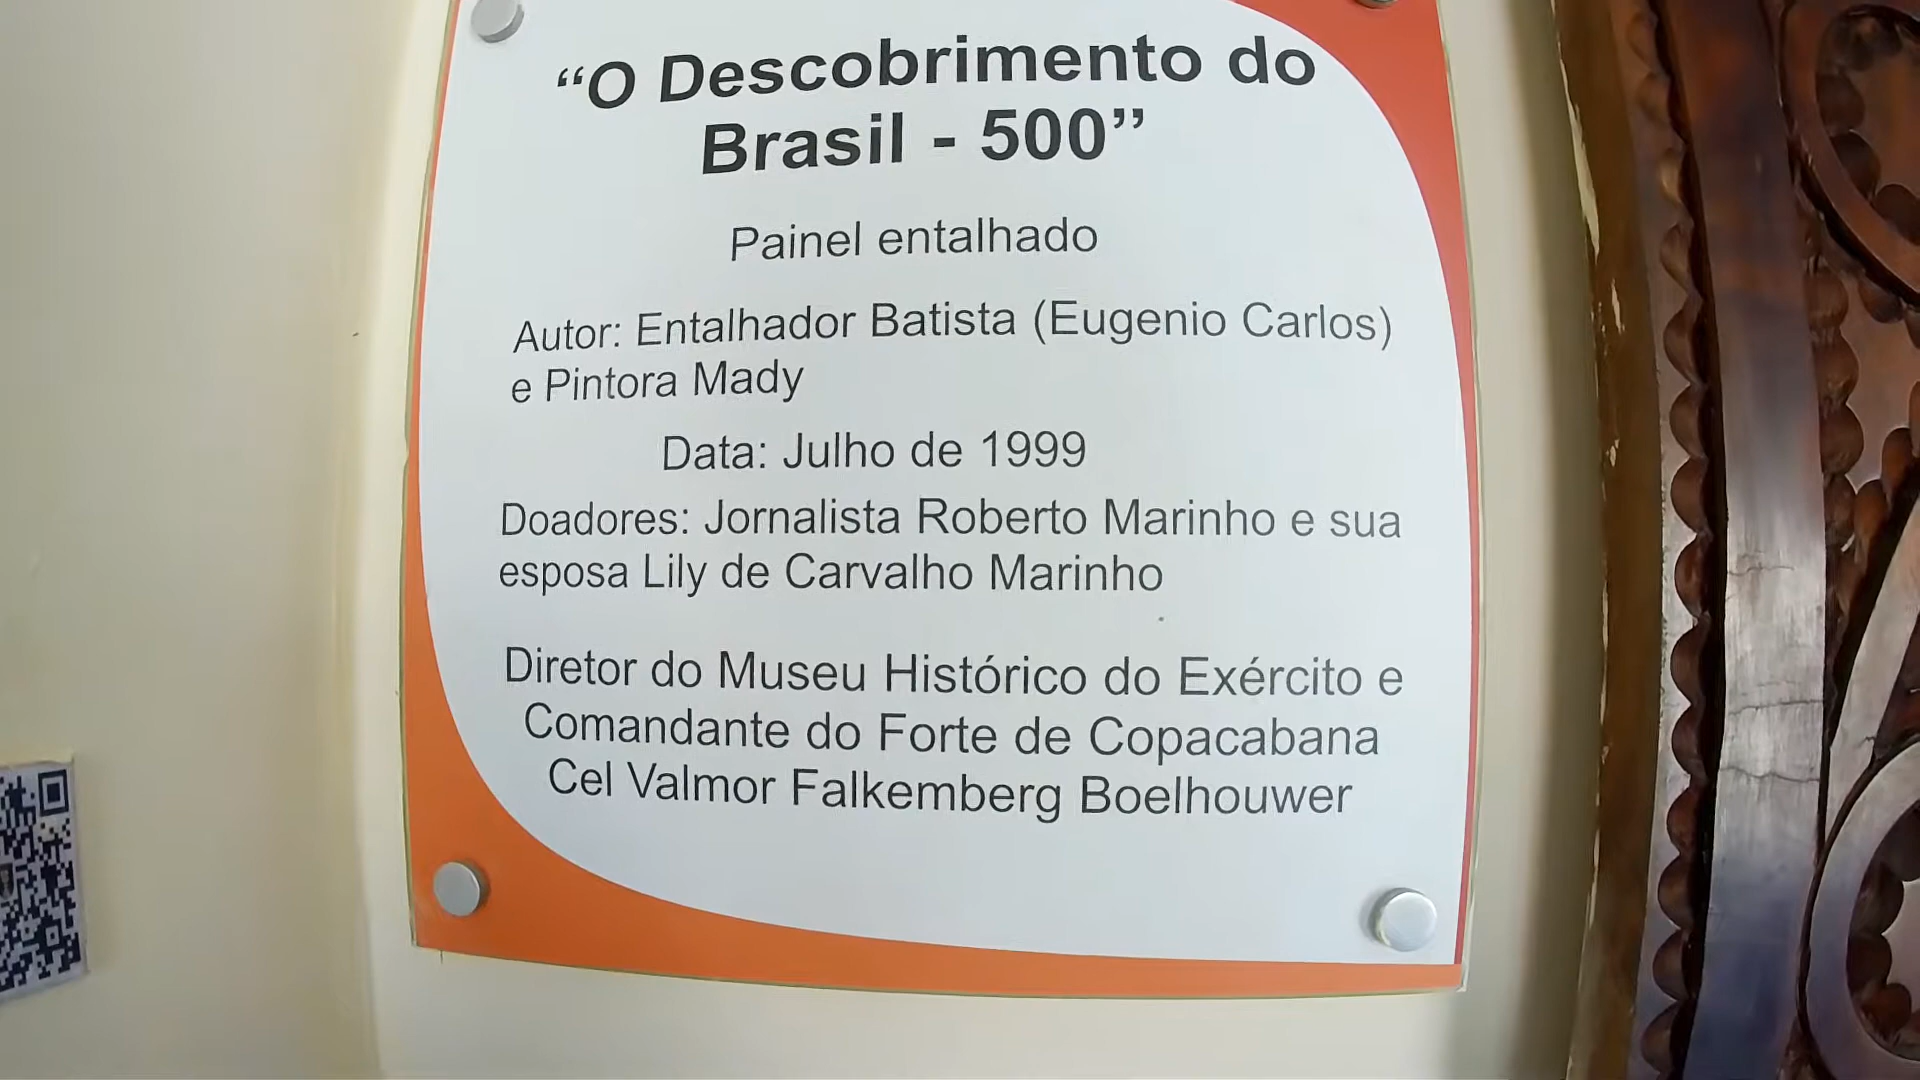 “O Descobrimento do
Brasil - 500”
Painel entalhado
Autor: Entalhador Batista (Eugenio Carlos)
e Pintora Mady
Data: Julho de 1999
Doadores: Jornalista Roberto Marinho e sua
esposa Lily de Carvalho Marinho
Diretor do Museu Histórico do Exército e
Comandante do Forte de Copacabana
Cel Valmor Falkemberg Boelhouwer